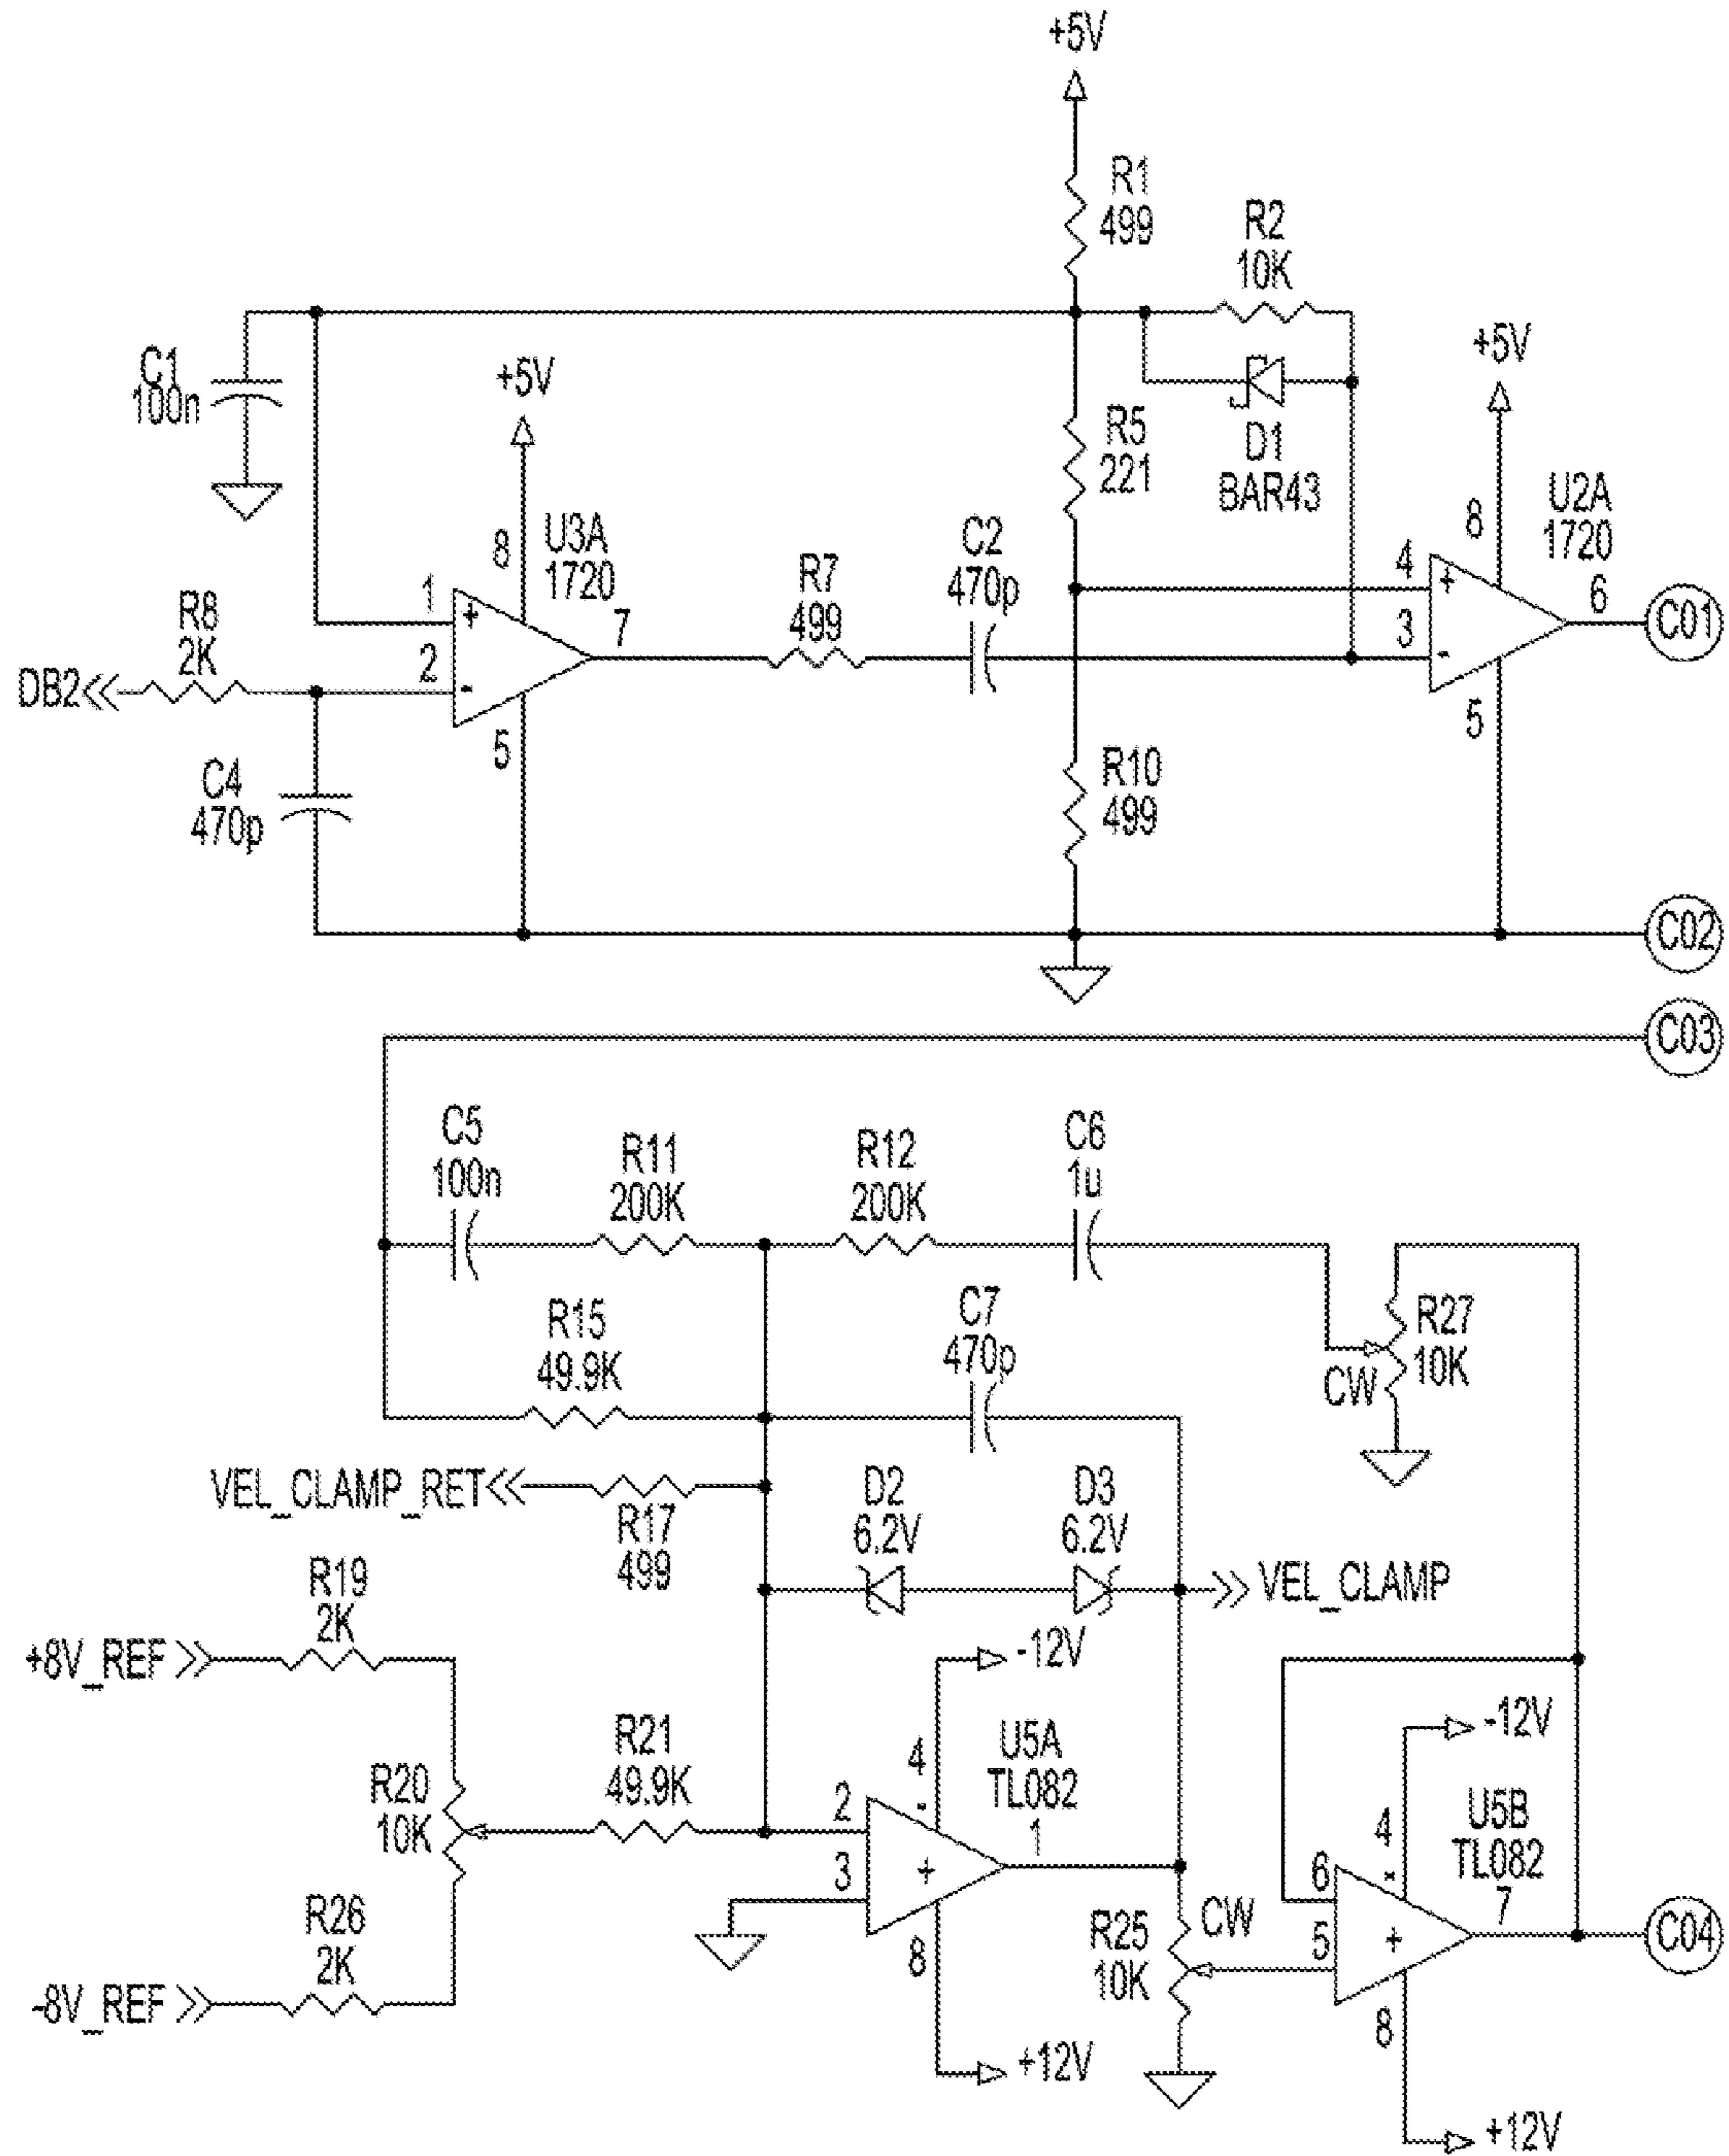 +5V
R1
499
R2
10K
C1
100n
+5V
+5V
R5
221
D1
BAR43
U2A
1720
8
U3A
1720
8
C2
470p
4
+
6
C01
R7
499
1
+
7
3
-
R8
2K
2
-
DB2
5
5
C4
470p
R10
499
C02
C03
C5
100n
R11
200K
R12
200K
C6
1u
C7
470p
R27
10K
CW
R15
49.9K
VEL_CLAMP_RET
R17
499
D2
6.2V
D3
6.2V
VEL_CLAMP
R19
2K
+8V_REF
-12V
R21
49.9K
4
-
U5A
TL082
-12V
R20
10K
2
1
4
-
U5B
TL082
3
+
6
7
R26
2K
8
R25
10K
CW
5
+
C04
-8V_REF
8
+12V
+12V